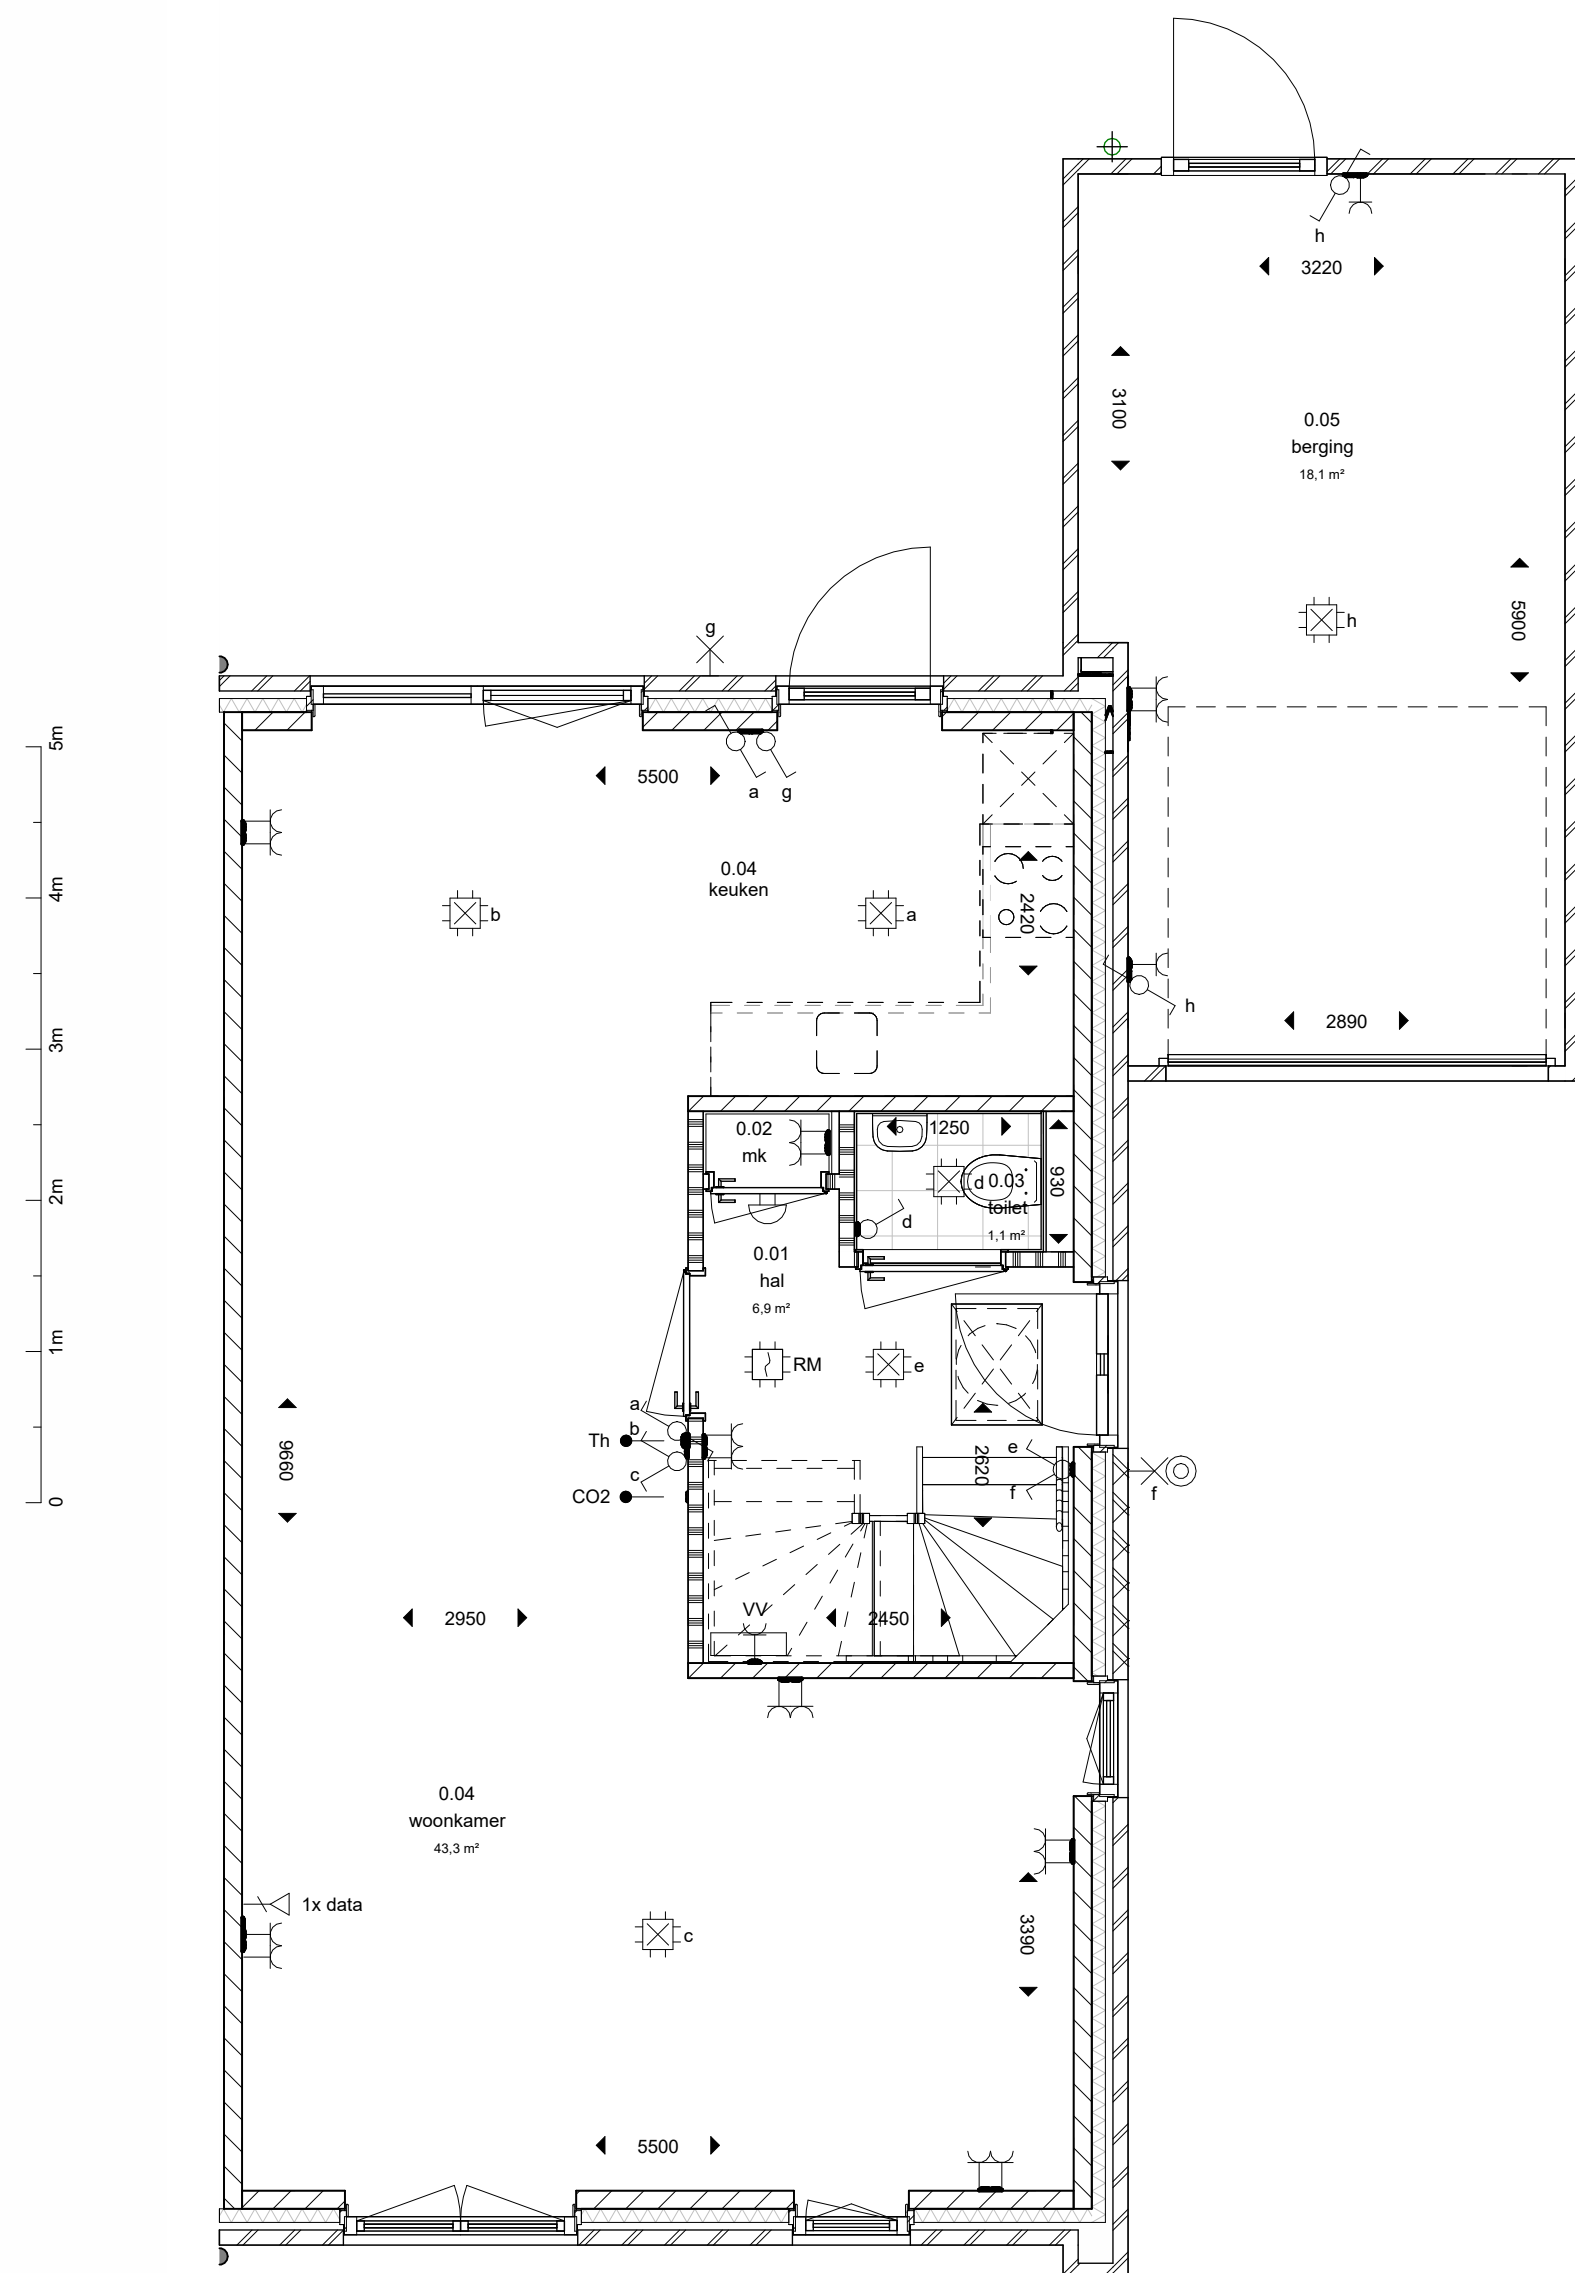 h
3220
3100
0.05
berging
18,1 m²
5900
h
g
5m
5500
a g
0.04
keuken
4m
2420
b
a
3m
h
2890
0.02
mk
1250
930
2m
d
0.03
toilet
1,1 m²
d
0.01
hal
6,9 m²
1m
RM
e
a
b
Th
c
CO2
9660
0
e
2620
f
f
VV
2950
2450
0.04
woonkamer
43,3 m²
1x data
c
3390
5500